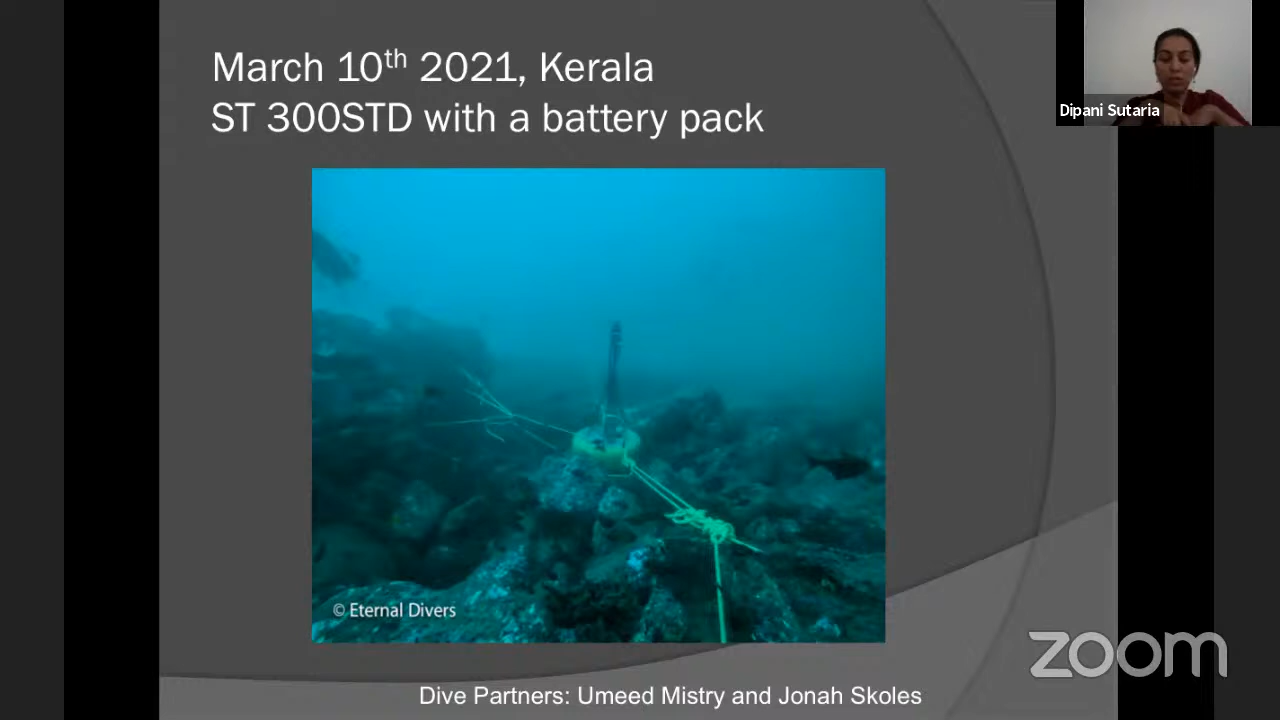 March 10th 2021, Kerala
ST 300STD with a battery pack
Dipani Sutaria
© Eternal Divers
zoom
Dive Partners: Umeed Mistry and Jonah Skoles